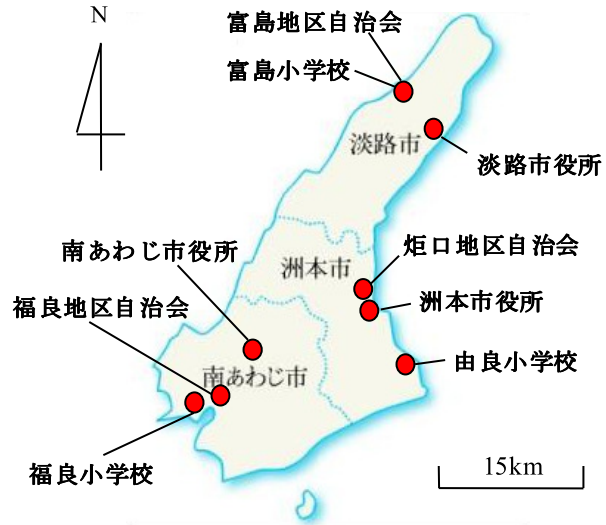 N
富島地区自治会
富島小学校
淡路市
淡路市役所
南あわじ市役所
洲本市
炬口地区自治会
福良地区自治会
洲本市役所
南あわじ市
由良小学校
福良小学校
15km